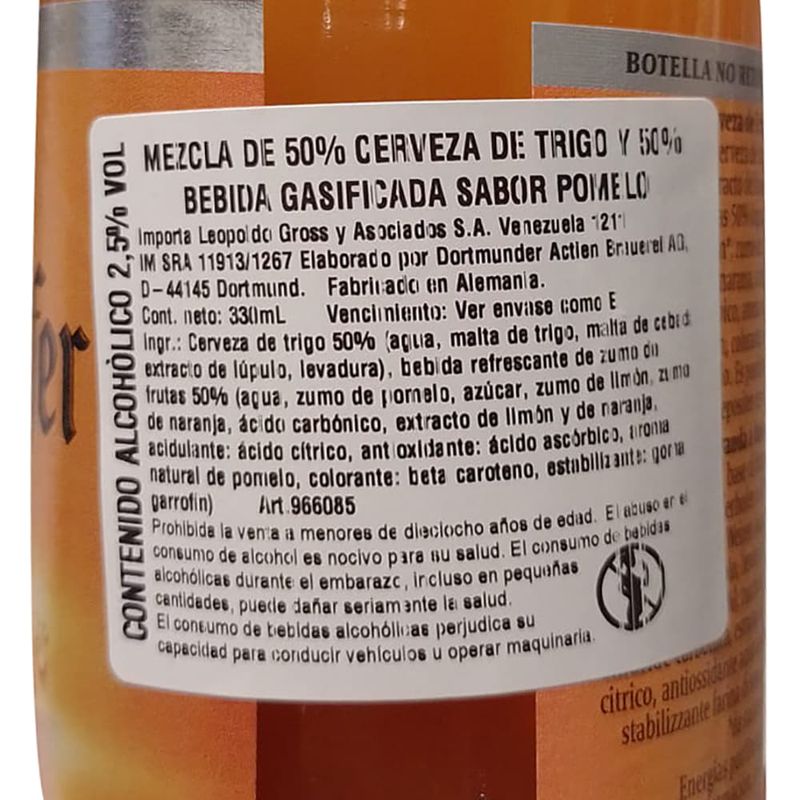 BOTELLA NO
MEZCLA DE 50% CERVEZA DE TRIGO Y 50%
BEBIDA GASIFICADA SABOR POMELO
Importa Leopoldo Gross y Asociados S.A. Venezuela 1211
IM SRA 11913/1267 Elaborado por Dortmunder Actien Brauerei AG,
D-44145 Dortmund. Fabricado en Alemania.
Cont. neto: 330mL Vencimiento: Ver envase como E
Ingr.: Cerveza de trigo 50% (agua, malta de trigo, malta de cebada
extracto de lúpulo, levadura), bebida refrescante de zumo de
frutas 50% (agua, zumo de pomelo, azúcar, zumo de limón, zumo
de naranja, ácido carbónico, extracto de limón y de naranja,
acidulante: ácido cítrico, antioxidante: ácido ascórbico, aroma
natural de pomelo, colorante: beta caroteno, estabilizante: goma
garrofín) Art.966085
Prohibida la venta a menores de dieciocho años de edad. El abuso en el
consumo de alcohol es nocivo para su salud. El consumo de bebidas
alcohólicas durante el embarazo, incluso en pequeñas
cantidades, puede dañar seriamente la salud.
El consumo de bebidas alcohólicas perjudica su
capacidad para conducir vehículos u operar maquinaria.
CONTENIDO ALCOHÓLICO 2,5% VOL
er
citrico, antiossidante
stabilizzante